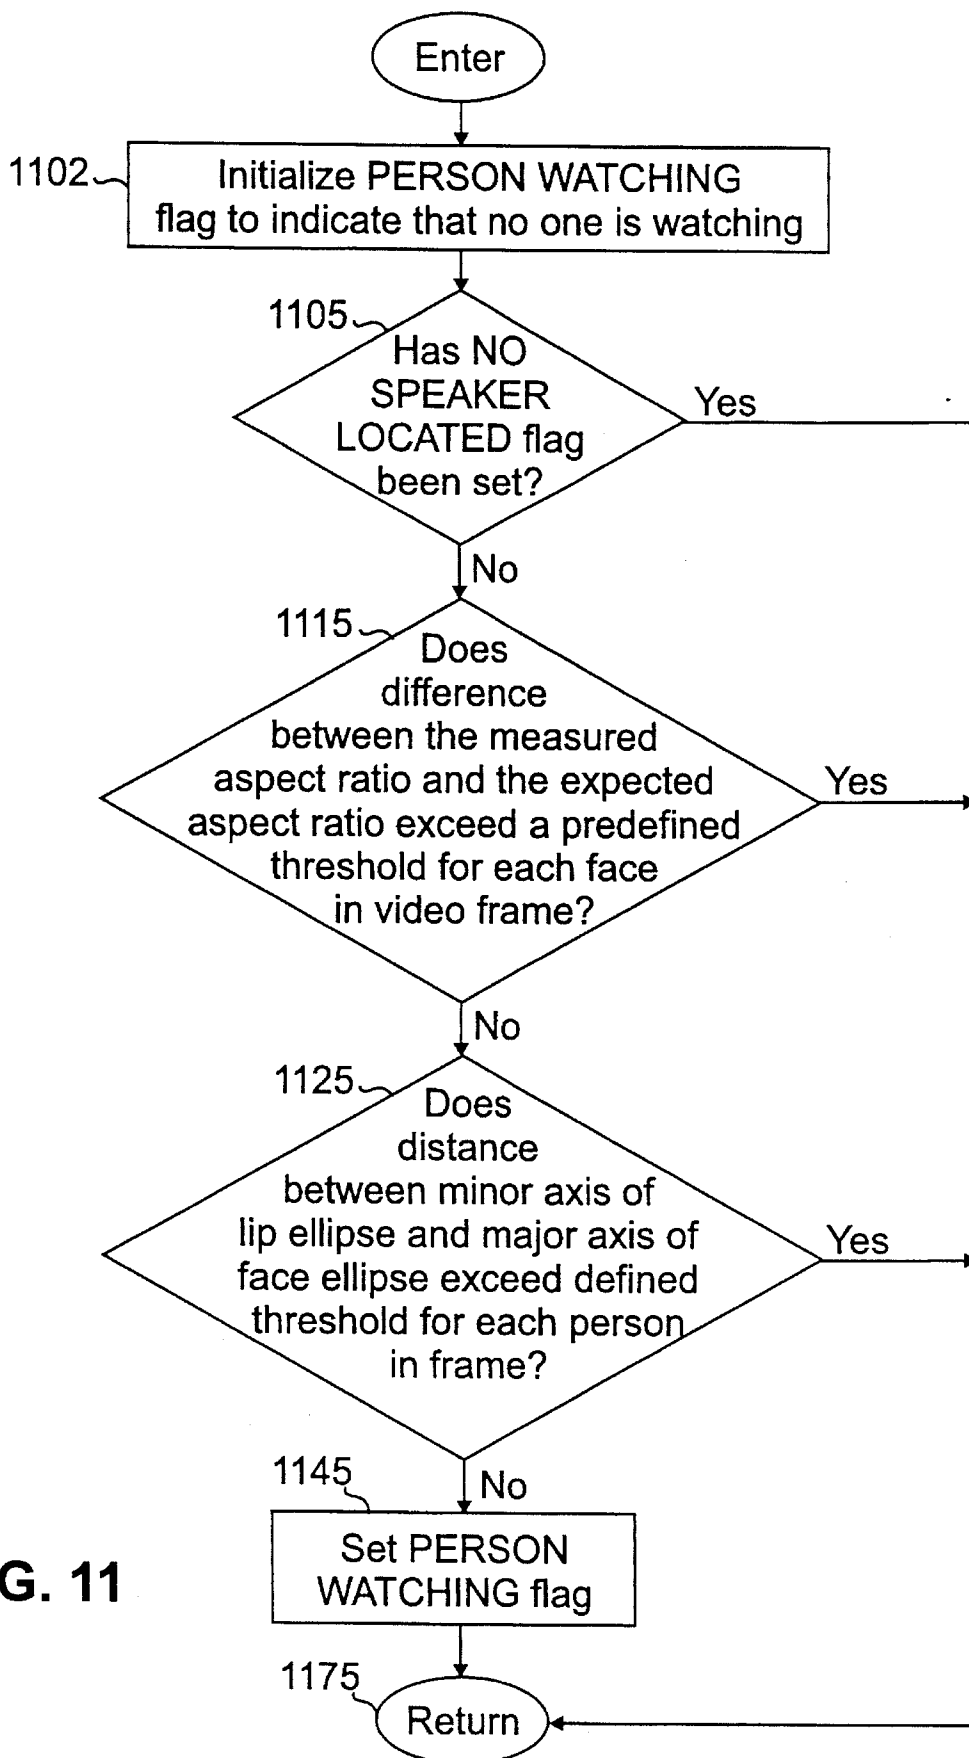 Enter
1102
Initialize PERSON WATCHING
flag to indicate that no one is watching
1105
Has NO
SPEAKER
LOCATED flag
been set?
Yes
No
1115
Does
difference
between the measured
aspect ratio and the expected
aspect ratio exceed a predefined
threshold for each face
in video frame?
Yes
No
1125
Does
distance
between minor axis of
lip ellipse and major axis of
face ellipse exceed defined
threshold for each person
in frame?
Yes
No
1145
Set PERSON
WATCHING flag
G. 11
1175
Return